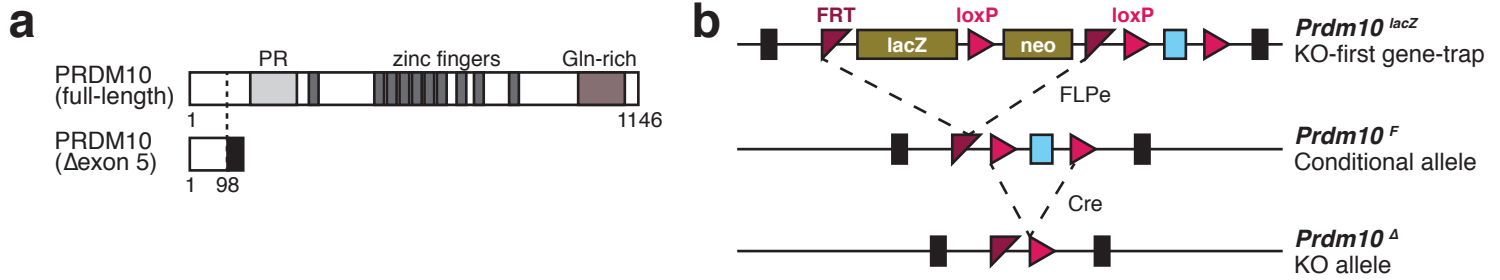 a
PR
zinc fingers
Gln-rich
PRDM10
(full-length)
1
1146
PRDM10
(Δexon 5)
1
98
b
FRT
loxP
loxP
lacZ
neo
Prdm10 lacZ
KO-first gene-trap
FLPe
Prdm10 F
Conditional allele
Cre
Prdm10 Δ
KO allele